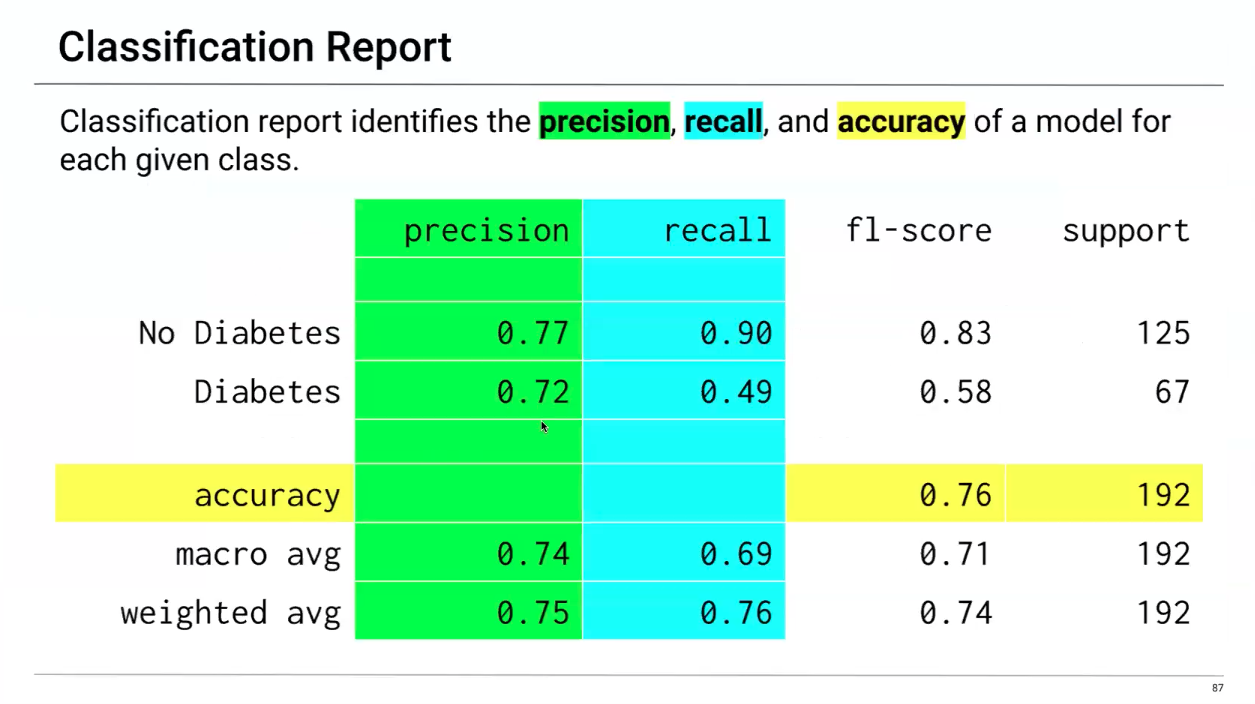 Classification Report
Classification report identifies the precision, recall, and accuracy of a model for
each given class.
precision recall f1-score support
No Diabetes 0.77 0.90 0.83 125
Diabetes 0.72 0.49 0.58 67
accuracy 0.76 192
macro avg 0.74 0.69 0.71 192
weighted avg 0.75 0.76 0.74 192
87